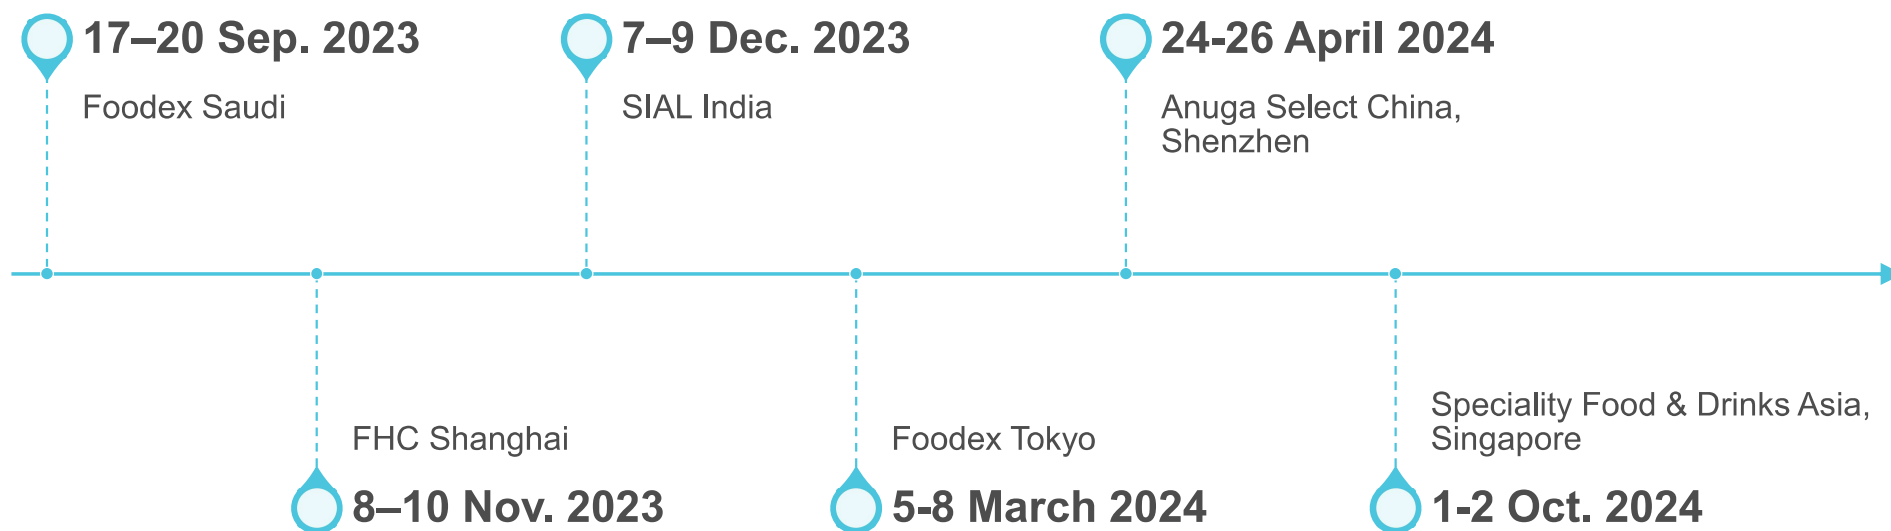 17–20 Sep. 2023
Foodex Saudi
7–9 Dec. 2023
SIAL India
24-26 April 2024
Anuga Select China,
Shenzhen
FHC Shanghai
8–10 Nov. 2023
Foodex Tokyo
5-8 March 2024
Speciality Food & Drinks Asia,
Singapore
1-2 Oct. 2024